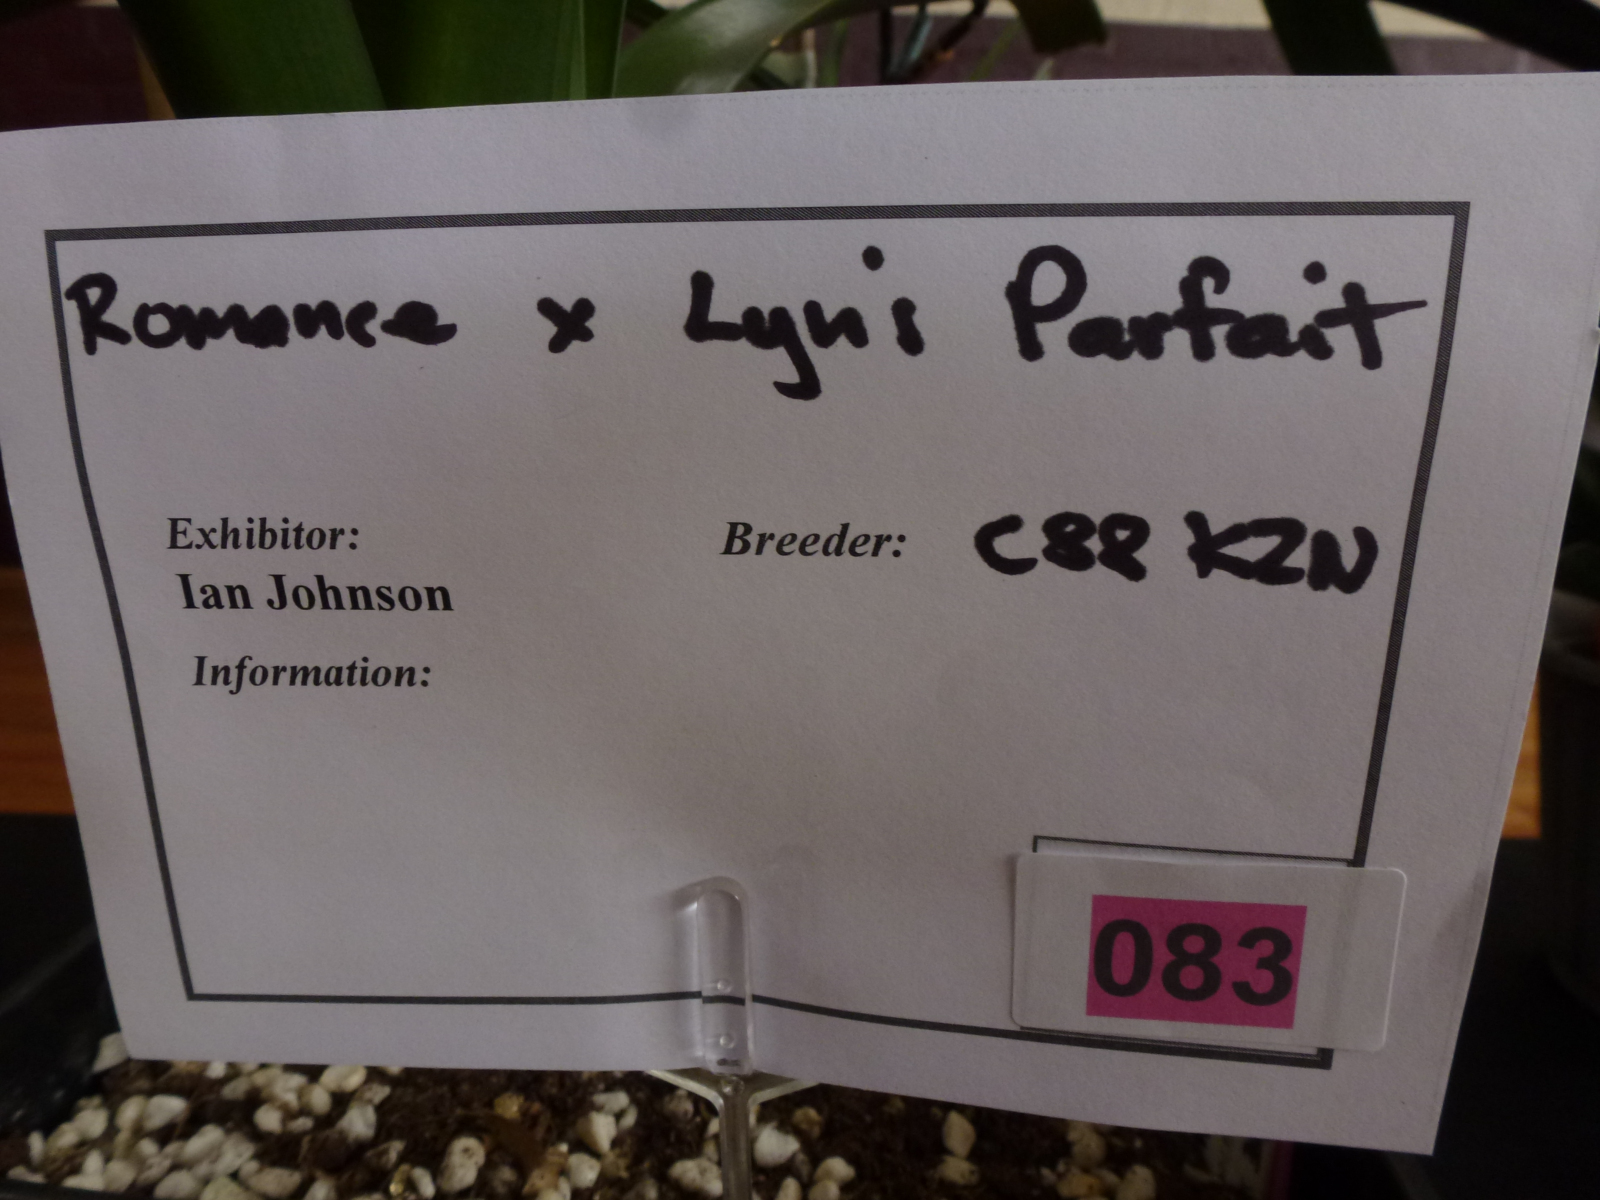 Romance x Lyn's Parfait
Exhibitor:
Ian Johnson
Breeder: C88 KZN
Information:
083